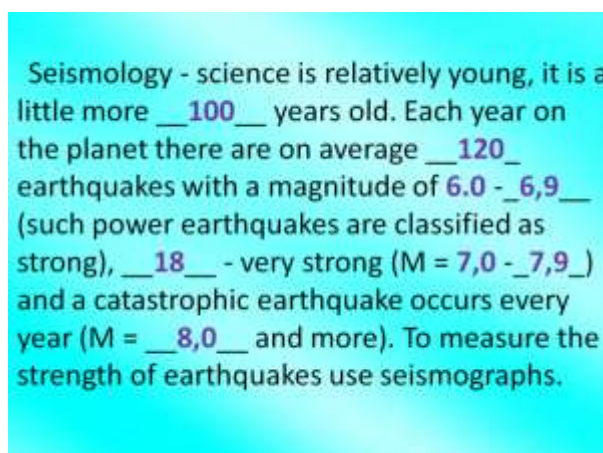 Seismology - science is relatively young, it is a
little more __100__ years old. Each year on
the planet there are on average __120_
earthquakes with a magnitude of 6.0 -_6,9__
(such power earthquakes are classified as
strong), __18__ - very strong (M = 7,0 -_7,9_)
and a catastrophic earthquake occurs every
year (M = __8,0__ and more). To measure the
strength of earthquakes use seismographs.